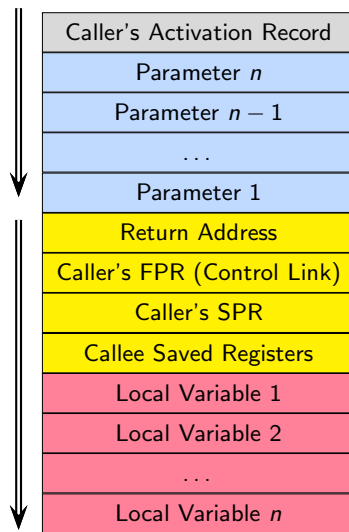 Caller's Activation Record
Parameter n
Parameter n − 1
. . .
Parameter 1
Return Address
Caller's FPR (Control Link)
Caller's SPR
Callee Saved Registers
Local Variable 1
Local Variable 2
. . .
Local Variable n